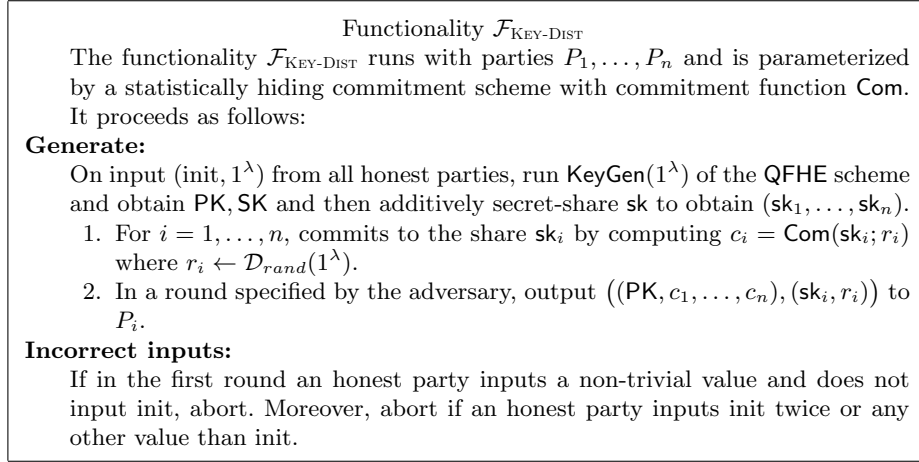 Functionality F_KEY-DIST
The functionality F_KEY-DIST runs with parties P_1, . . . , P_n and is parameterized
by a statistically hiding commitment scheme with commitment function Com.
It proceeds as follows:
Generate:
On input (init, 1^λ) from all honest parties, run KeyGen(1^λ) of the QFHE scheme
and obtain PK, SK and then additively secret-share sk to obtain (sk_1, . . . , sk_n).
1. For i = 1, . . . , n, commits to the share sk_i by computing c_i = Com(sk_i; r_i)
where r_i ← D_rand(1^λ).
2. In a round specified by the adversary, output ((PK, c_1, . . . , c_n), (sk_i, r_i)) to
P_i.
Incorrect inputs:
If in the first round an honest party inputs a non-trivial value and does not
input init, abort. Moreover, abort if an honest party inputs init twice or any
other value than init.